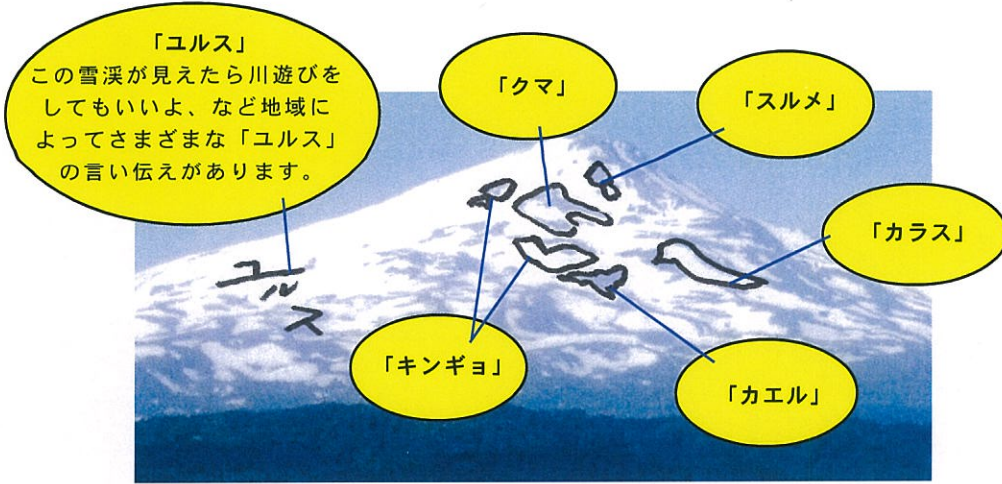 「ユルス」
この雪渓が見えたら川遊びを
してもいいよ、など地域に
よってさまざまな「ユルス」
の言い伝えがあります。
「クマ」
「スルメ」
「カラス」
ユ
ル
ス
「キンギョ」
「カエル」